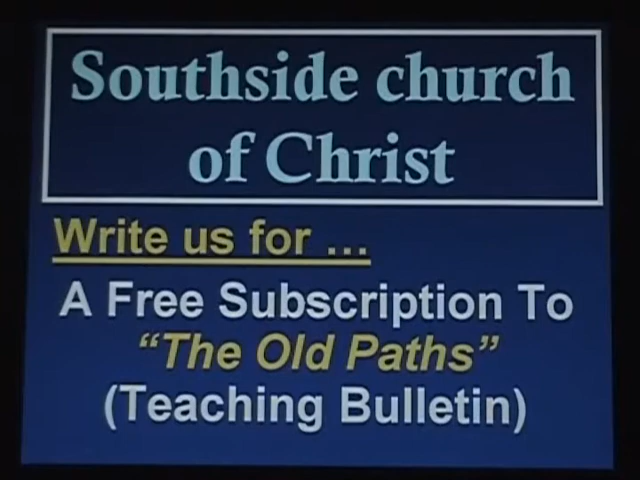 Southside church
of Christ
Write us for ...
A Free Subscription To
“The Old Paths”
(Teaching Bulletin)